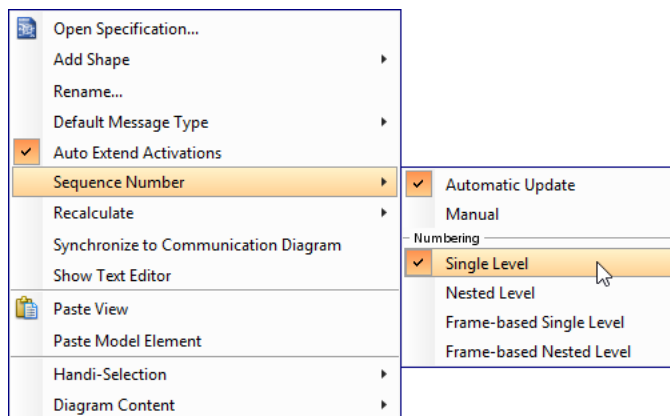 Open Specification...
Add Shape
Rename...
Default Message Type
Auto Extend Activations
Sequence Number
Recalculate
Synchronize to Communication Diagram
Show Text Editor
Paste View
Paste Model Element
Handi-Selection
Diagram Content
Automatic Update
Manual
Numbering
Single Level
Nested Level
Frame-based Single Level
Frame-based Nested Level